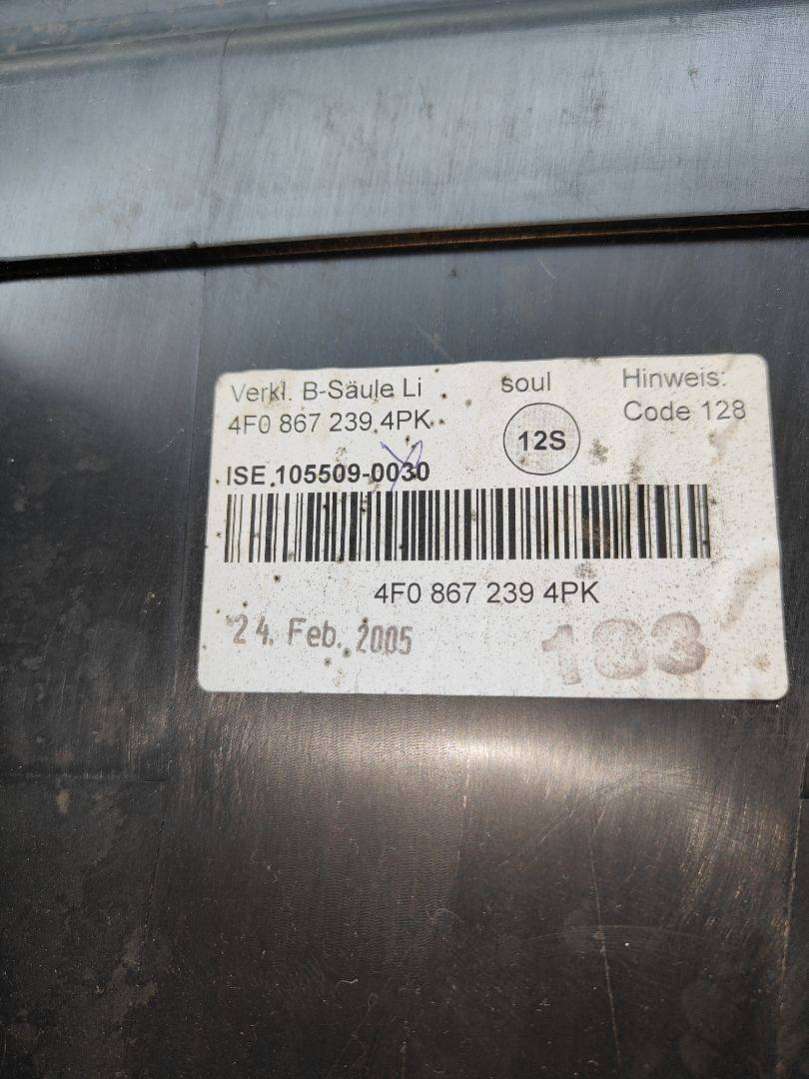 Verkl. B-Säule Li
soul
Hinweis:
4F0 867 239 4PK
12S
Code 128
ISE 105509-0030
4F0 867 239 4PK
24. Feb. 2005
183